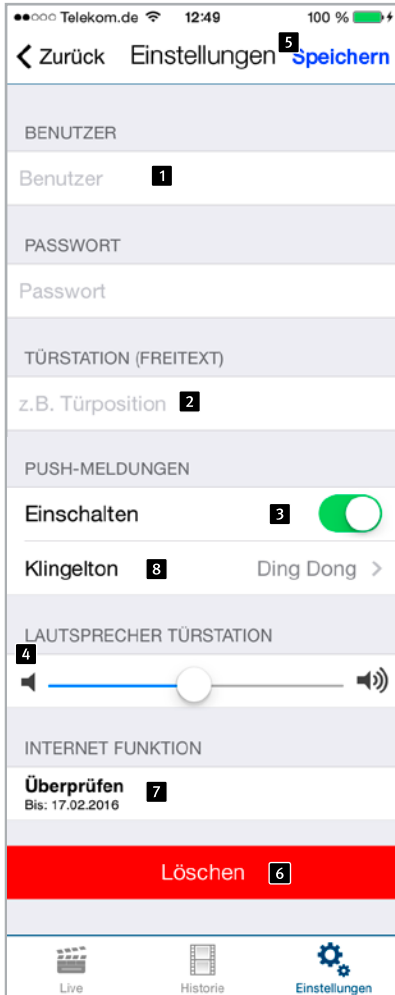 Telekom.de 12:49 100 %
Zurück Einstellungen 5 Speichern
BENUTZER
Benutzer 1
PASSWORT
Passwort
TÜRSTATION (FREITEXT)
z.B. Türposition 2
PUSH-MELDUNGEN
Einschalten 3
Klingelton 8 Ding Dong >
LAUTSPRECHER TÜRSTATION
4
INTERNET FUNKTION
Überprüfen 7
Bis: 17.02.2016
Löschen 6
Live Historie Einstellungen